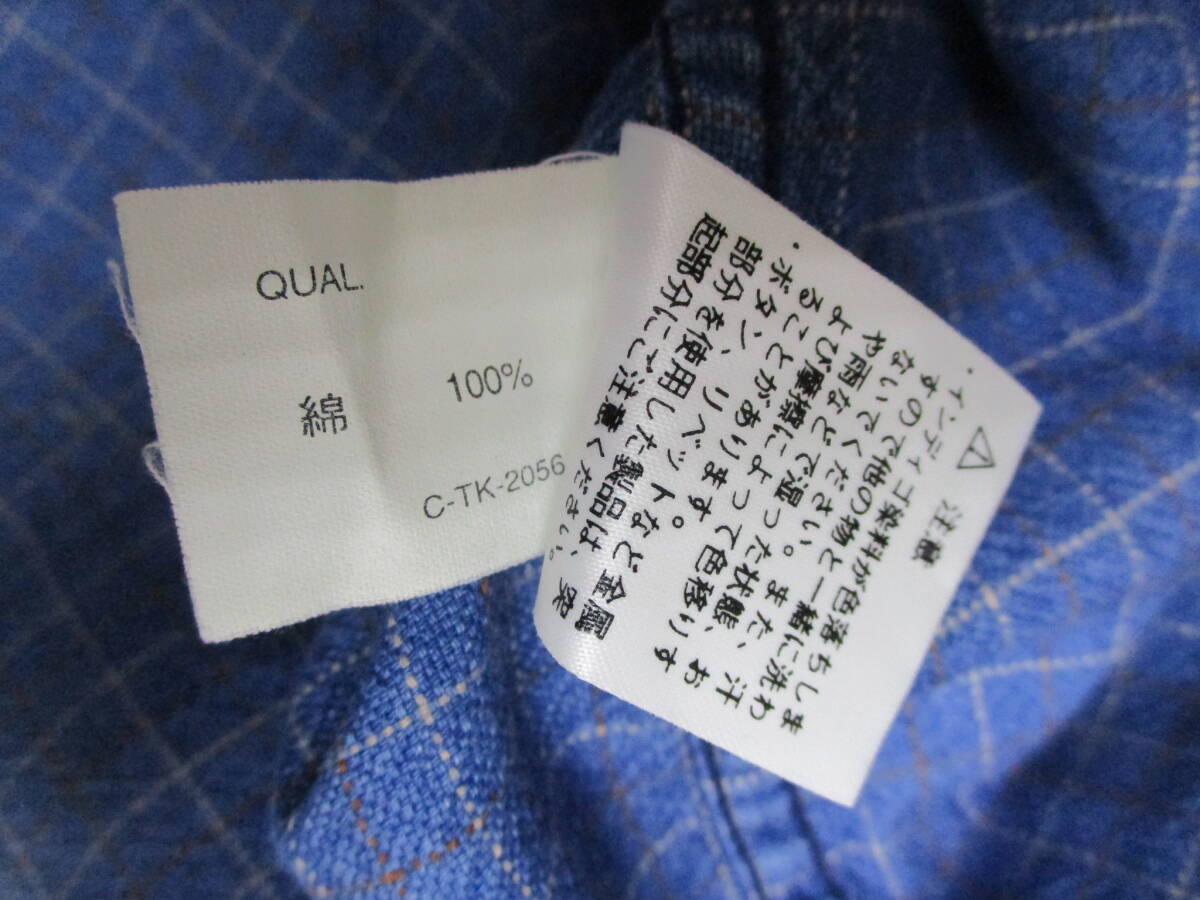 QUAL.
綿 100%
C-TK-2056
⚠ 注意
・インディゴ染料が色落ちしま
すので他の物と一緒に洗わ
ないでください。また、汗
や雨などで湿った状態、お
よび摩擦によって色移りす
ることがあります。
・ボタン、リベットなど金属
部分を使用した製品は、突
起部分にご注意ください。